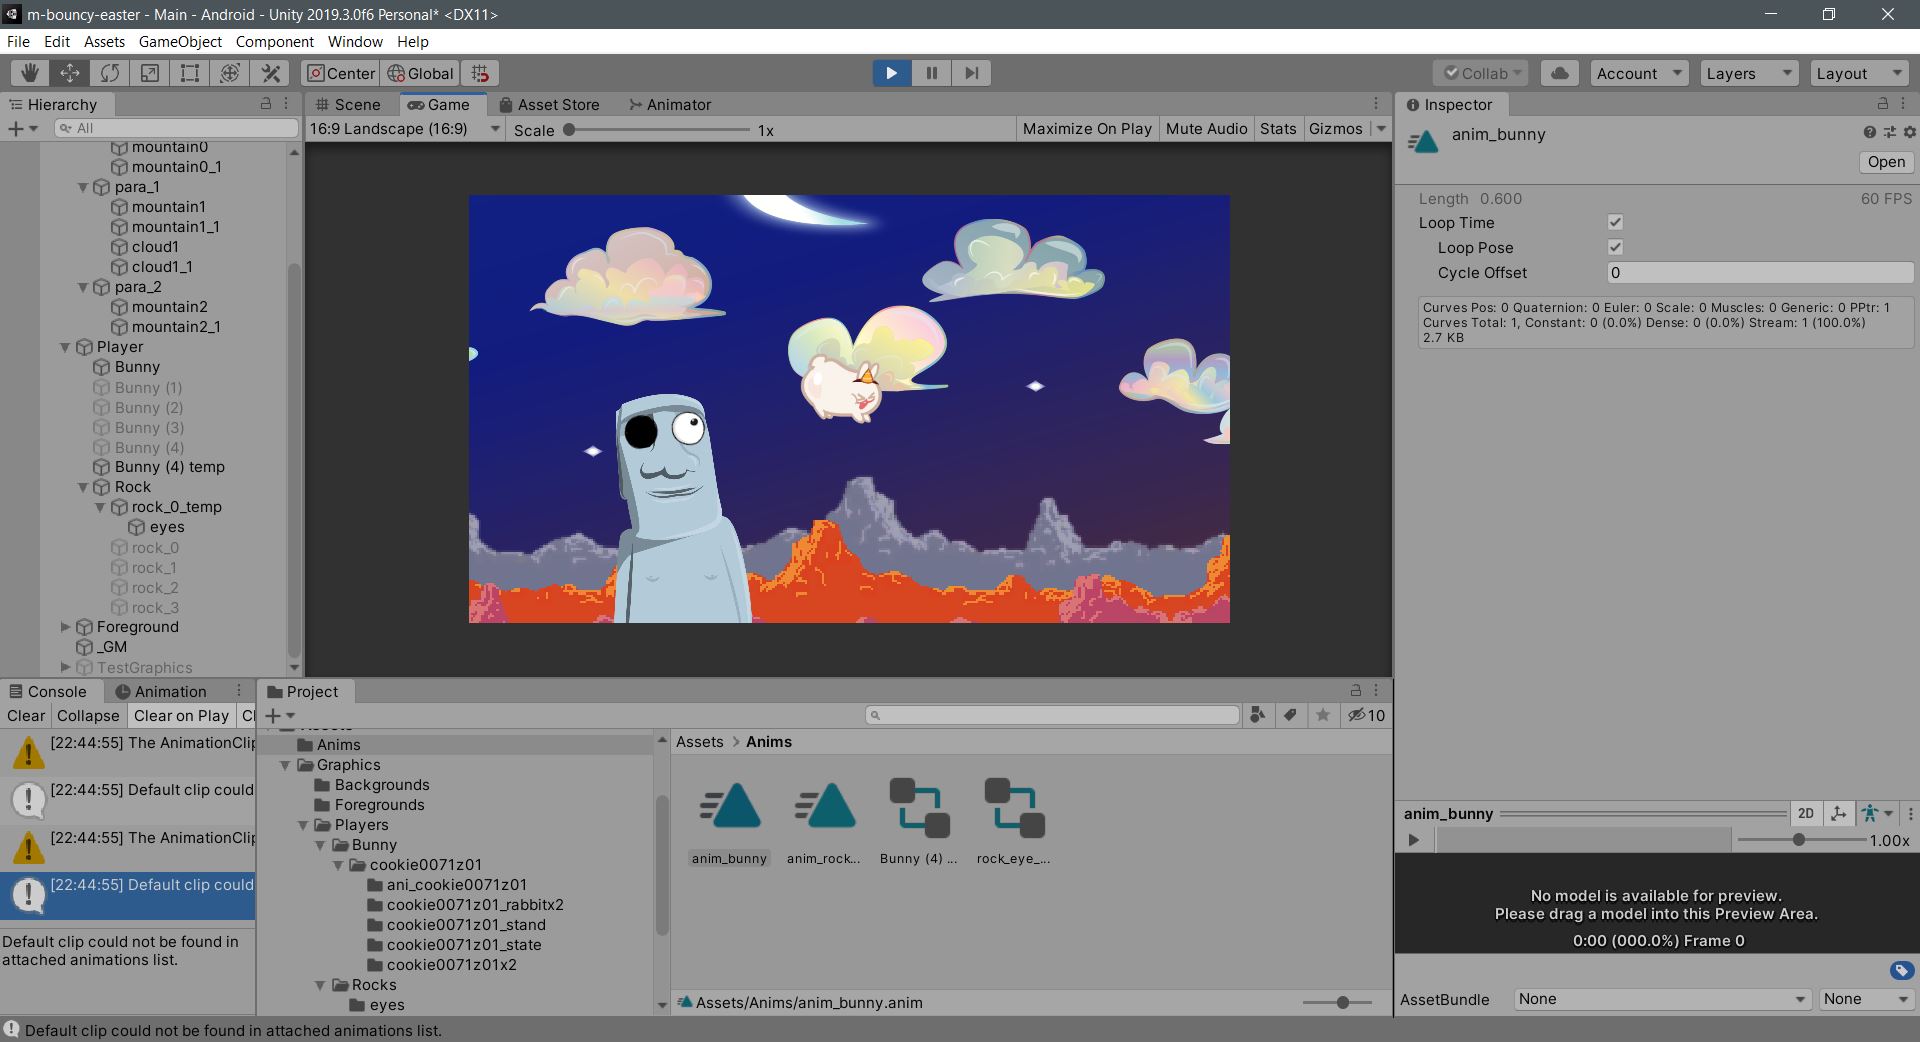 m-bouncy-easter - Main - Android - Unity 2019.3.0f6 Personal* <DX11>
File Edit Assets GameObject Component Window Help
Center Global Collab Account Layers Layout
Hierarchy
All
mountain0
mountain0_1
para_1
mountain1
mountain1_1
cloud1
cloud1_1
para_2
mountain2
mountain2_1
Player
Bunny
Bunny (1)
Bunny (2)
Bunny (3)
Bunny (4)
Bunny (4) temp
Rock
rock_0_temp
eyes
rock_0
rock_1
rock_2
rock_3
Foreground
_GM
TestGraphics
Scene Game Asset Store Animator
16:9 Landscape (16:9) Scale 1x Maximize On Play Mute Audio Stats Gizmos
Inspector
anim_bunny
Open
Length 0.600 60 FPS
Loop Time
Loop Pose
Cycle Offset 0
Curves Pos: 0 Quaternion: 0 Euler: 0 Scale: 0 Muscles: 0 Generic: 0 PPtr: 1
Curves Total: 1, Constant: 0 (0.0%) Dense: 0 (0.0%) Stream: 1 (100.0%)
2.7 KB
Console Animation
Clear Collapse Clear on Play
[22:44:55] The AnimationClip
[22:44:55] Default clip could
[22:44:55] The AnimationClip
[22:44:55] Default clip could
Default clip could not be found in
attached animations list.
Project
10
Anims
Graphics
Backgrounds
Foregrounds
Players
Bunny
cookie0071z01
ani_cookie0071z01
cookie0071z01_rabbitx2
cookie0071z01_stand
cookie0071z01_state
cookie0071z01x2
Rocks
eyes
Assets > Anims
anim_bunny anim_rock... Bunny (4) ... rock_eye_...
Assets/Anims/anim_bunny.anim
anim_bunny 2D
1.00x
No model is available for preview.
Please drag a model into this Preview Area.
0:00 (000.0%) Frame 0
AssetBundle None None
Default clip could not be found in attached animations list.